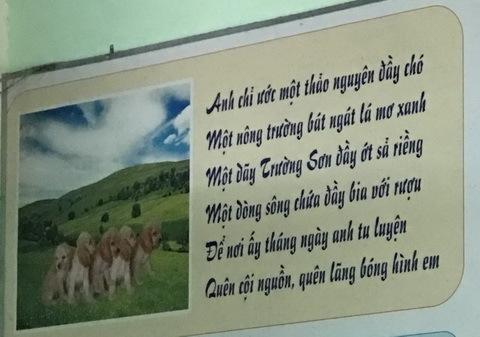 Anh chỉ ước một thảo nguyên đầy chó
Một nông trường bát ngát lá mơ xanh
Một dãy Trường Sơn đầy ớt sả riềng
Một dòng sông chứa đầy bia với rượu
Để nơi ấy tháng ngày anh tu luyện
Quên cội nguồn, quên lãng bóng hình em